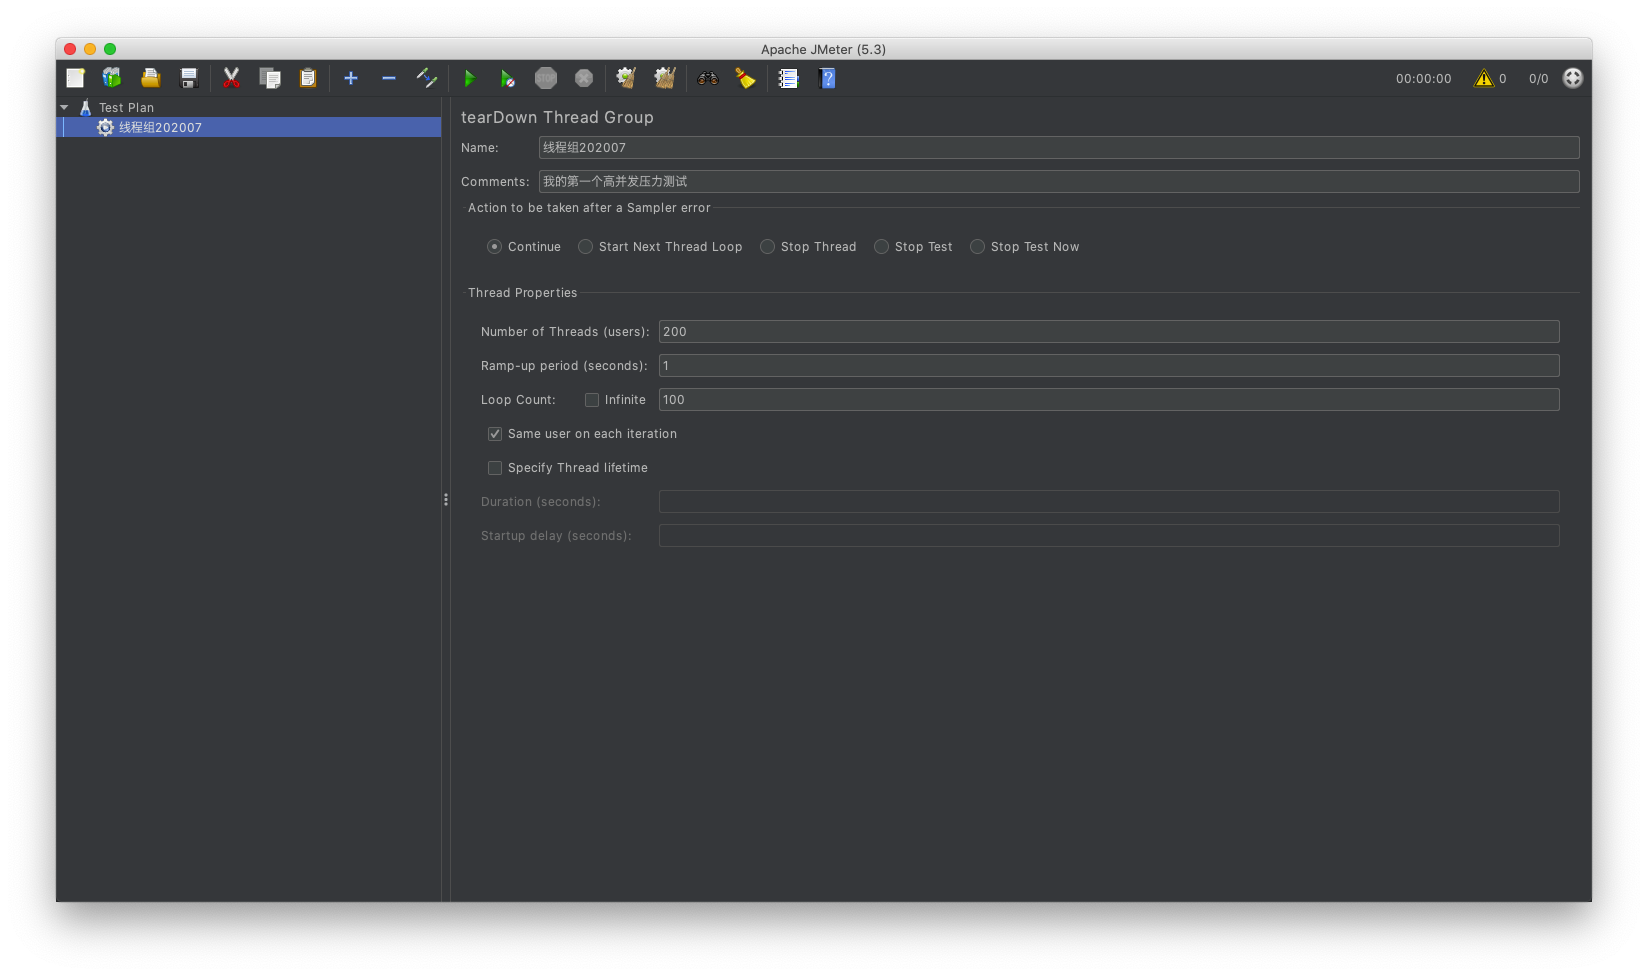 Apache JMeter (5.3)
STOP
?
00:00:00
0
0/0
Test Plan
线程组202007
tearDown Thread Group
Name:
线程组202007
Comments:
我的第一个高并发压力测试
Action to be taken after a Sampler error
Continue
Start Next Thread Loop
Stop Thread
Stop Test
Stop Test Now
Thread Properties
Number of Threads (users):
200
Ramp-up period (seconds):
1
Loop Count:
Infinite
100
Same user on each iteration
Specify Thread lifetime
Duration (seconds):
Startup delay (seconds):